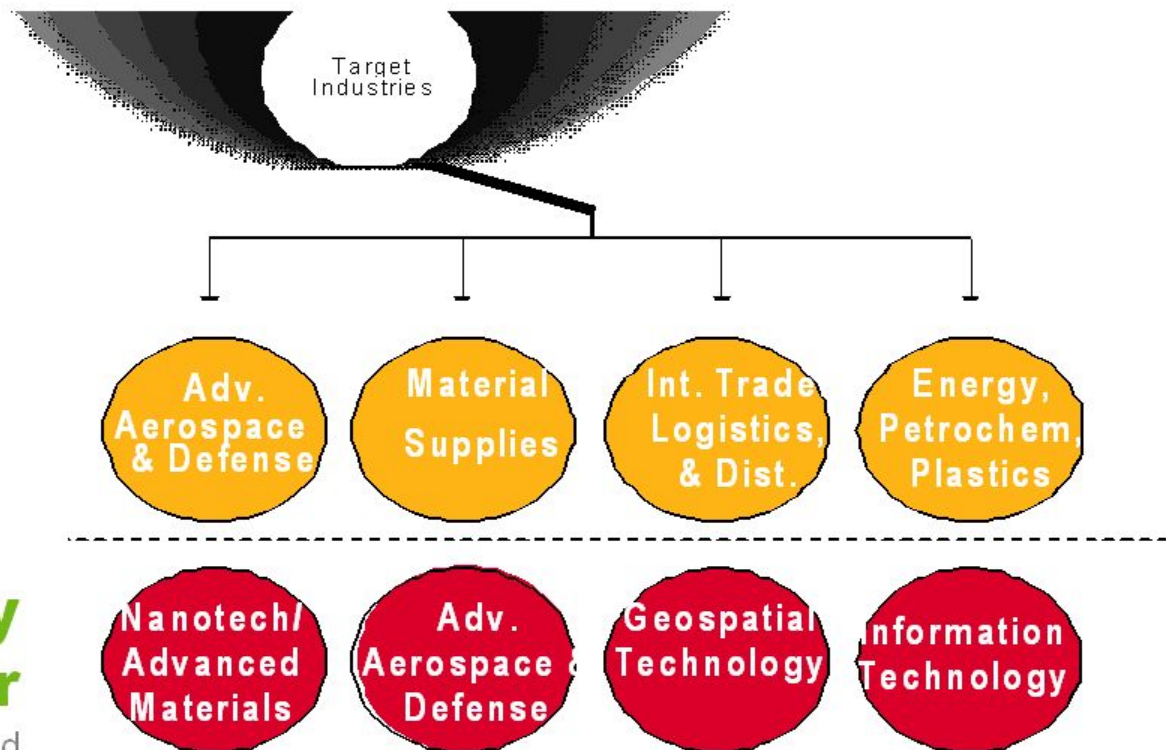 Target
Industries
Adv.
Aerospace
& Defense
Material
Supplies
Int. Trade
Logistics,
& Dist.
Energy,
Petrochem,
Plastics
Nanotech/
Advanced
Materials
Adv.
Aerospace &
Defense
Geospatial
Technology
Information
Technology
y
r
d